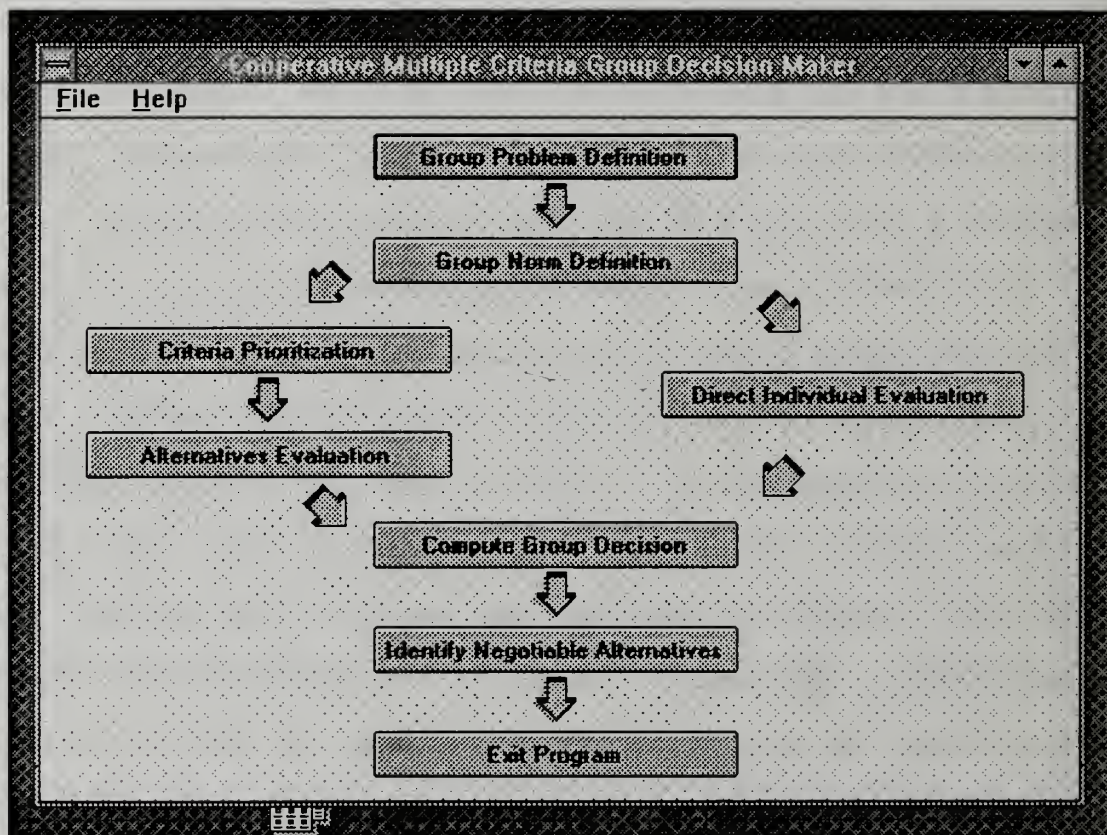 Cooperative Multiple Criteria Group Decision Maker
File Help
Group Problem Definition
Group Norm Definition
Criteria Prioritization
Direct Individual Evaluation
Alternatives Evaluation
Compute Group Decision
Identify Negotiable Alternatives
Exit Program